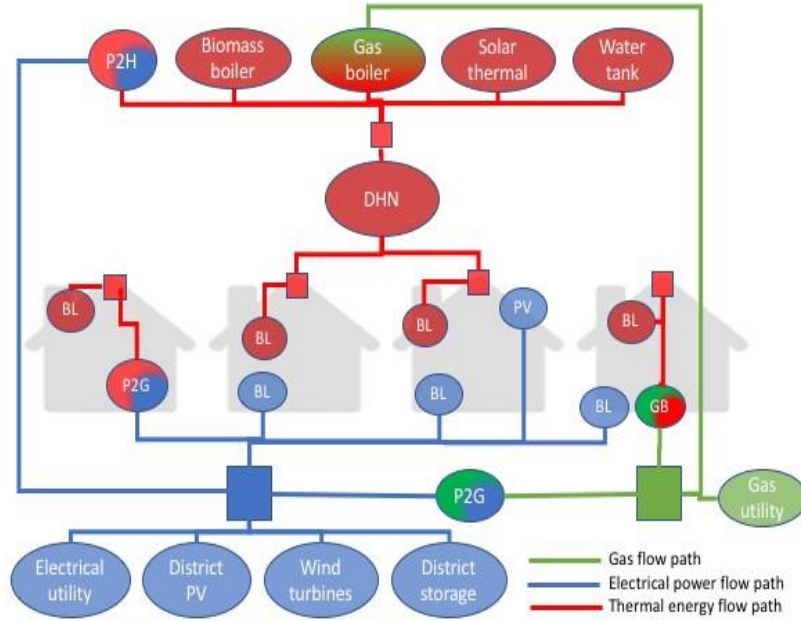 P2H
Biomass
boiler
Gas
boiler
Solar
thermal
Water
tank
DHN
BL
BL
BL
PV
BL
P2G
BL
BL
BL
GB
P2G
Gas
utility
Electrical
utility
District
PV
Wind
turbines
District
storage
Gas flow path
Electrical power flow path
Thermal energy flow path